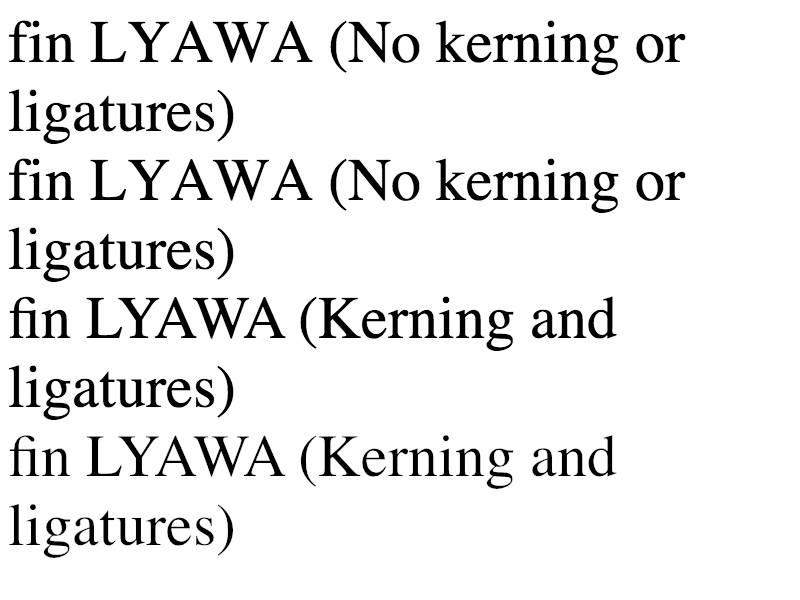 fin LYAWA (No kerning or
ligatures)
fin LYAWA (No kerning or
ligatures)
fin LYAWA (Kerning and
ligatures)
fin LYAWA (Kerning and
ligatures)